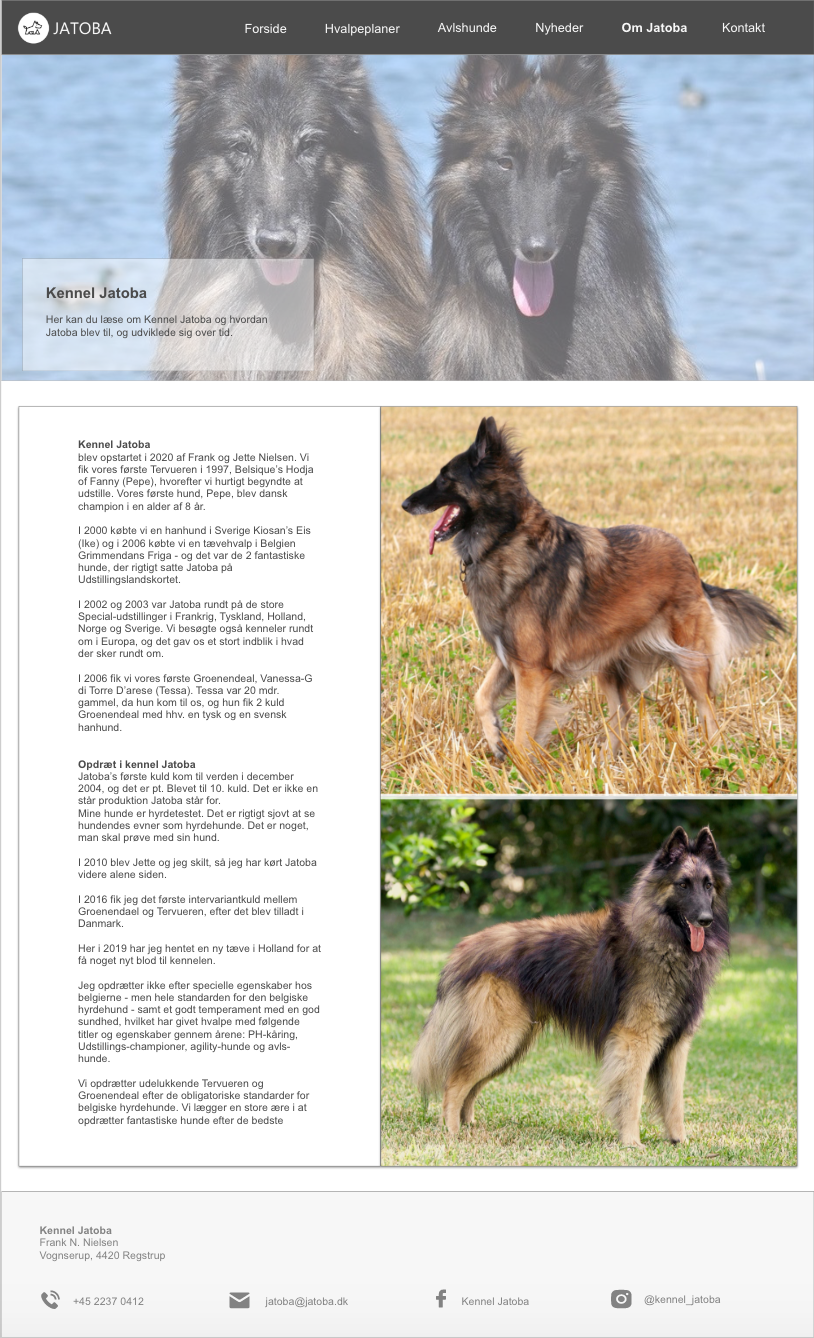 JATOBA
Forside Hvalpeplaner Avlshunde Nyheder Om Jatoba Kontakt
Kennel Jatoba
Her kan du læse om Kennel Jatoba og hvordan
Jatoba blev til, og udviklede sig over tid.
Kennel Jatoba
blev opstartet i 2020 af Frank og Jette Nielsen. Vi
fik vores første Tervueren i 1997, Belsique's Hodja
of Fanny (Pepe), hvorefter vi hurtigt begyndte at
udstille. Vores første hund, Pepe, blev dansk
champion i en alder af 8 år.
I 2000 købte vi en hanhund i Sverige Kiosan's Eis
(Ike) og i 2006 købte vi en tævehvalp i Belgien
Grimmendans Friga - og det var de 2 fantastiske
hunde, der rigtigt satte Jatoba på
Udstillingslandskortet.
I 2002 og 2003 var Jatoba rundt på de store
Special-udstillinger i Frankrig, Tyskland, Holland,
Norge og Sverige. Vi besøgte også kenneler rundt
om i Europa, og det gav os et stort indblik i hvad
der sker rundt om.
I 2006 fik vi vores første Groenendeal, Vanessa-G
di Torre D'arese (Tessa). Tessa var 20 mdr.
gammel, da hun kom til os, og hun fik 2 kuld
Groenendeal med hhv. en tysk og en svensk
hanhund.
Opdræt i kennel Jatoba
Jatoba's første kuld kom til verden i december
2004, og det er pt. Blevet til 10. kuld. Det er ikke en
står produktion Jatoba står for.
Mine hunde er hyrdetestet. Det er rigtigt sjovt at se
hundendes evner som hyrdehunde. Det er noget,
man skal prøve med sin hund.
I 2010 blev Jette og jeg skilt, så jeg har kørt Jatoba
videre alene siden.
I 2016 fik jeg det første intervariantkuld mellem
Groenendael og Tervueren, efter det blev tilladt i
Danmark.
Her i 2019 har jeg hentet en ny tæve i Holland for at
få noget nyt blod til kennelen.
Jeg opdrætter ikke efter specielle egenskaber hos
belgierne - men hele standarden for den belgiske
hyrdehund - samt et godt temperament med en god
sundhed, hvilket har givet hvalpe med følgende
titler og egenskaber gennem årene: PH-kåring,
Udstillings-championer, agility-hunde og avls-
hunde.
Vi opdrætter udelukkende Tervueren og
Groenendeal efter de obligatoriske standarder for
belgiske hyrdehunde. Vi lægger en store ære i at
opdrætter fantastiske hunde efter de bedste
Kennel Jatoba
Frank N. Nielsen
Vognserup, 4420 Regstrup
+45 2237 0412 jatoba@jatoba.dk Kennel Jatoba @kennel_jatoba